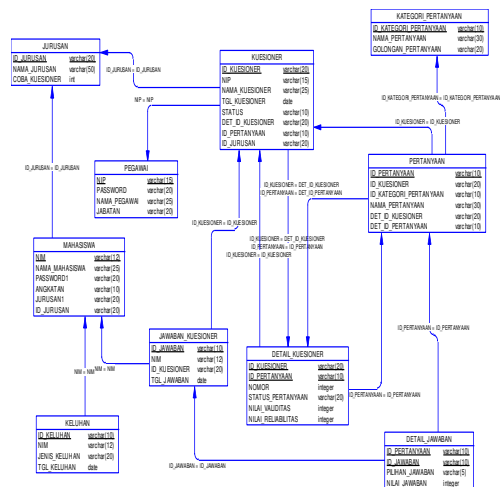 KATEGORI_PERTANYAAN
ID_KATEGORI_PERTANYAAN varchar(10)
NAMA_PERTANYAAN varchar(30)
GOLONGAN_PERTANYAAN varchar(20)
JURUSAN
ID_JURUSAN varchar(20)
NAMA_JURUSAN varchar(50)
COBA_KUESIONER int
KUESIONER
ID_KUESIONER varchar(20)
NIP varchar(15)
NAMA_KUESIONER varchar(25)
TGL_KUESIONER date
STATUS varchar(10)
DET_ID_KUESIONER varchar(20)
ID_PERTANYAAN varchar(10)
ID_JURUSAN varchar(20)
ID_JURUSAN = ID_JURUSAN
NIP = NIP
ID_KATEGORI_PERTANYAAN = ID_KATEGORI_PERTANYAAN
ID_KUESIONER = ID_KUESIONER
PERTANYAAN
ID_PERTANYAAN varchar(10)
ID_KUESIONER varchar(20)
ID_KATEGORI_PERTANYAAN varchar(10)
NAMA_PERTANYAAN varchar(30)
DET_ID_KUESIONER varchar(20)
DET_ID_PERTANYAAN varchar(10)
PEGAWAI
NIP varchar(15)
PASSWORD varchar(20)
NAMA_PEGAWAI varchar(25)
JABATAN varchar(20)
ID_JURUSAN = ID_JURUSAN
ID_KUESIONER = DET_ID_KUESIONER
ID_PERTANYAAN = DET_ID_PERTANYAAN
ID_KUESIONER = ID_KUESIONER
ID_KUESIONER = DET_ID_KUESIONER
ID_PERTANYAAN = ID_PERTANYAAN
ID_KUESIONER = ID_KUESIONER
MAHASISWA
NIM varchar(12)
NAMA_MAHASISWA varchar(25)
PASSWORD1 varchar(20)
ANGKATAN varchar(10)
JURUSAN1 varchar(20)
ID_JURUSAN varchar(20)
JAWABAN_KUESIONER
ID_JAWABAN varchar(10)
NIM varchar(12)
ID_KUESIONER varchar(20)
TGL_JAWABAN date
DETAIL_KUESIONER
ID_KUESIONER varchar(20)
ID_PERTANYAAN varchar(10)
NOMOR integer
STATUS_PERTANYAAN varchar(20)
NILAI_VALIDITAS integer
NILAI_RELIABILITAS integer
ID_PERTANYAAN = ID_PERTANYAAN
NIM = NIM
NIM = NIM
ID_PERTANYAAN = ID_PERTANYAAN
KELUHAN
ID_KELUHAN varchar(10)
NIM varchar(12)
JENIS_KELUHAN varchar(20)
TGL_KELUHAN date
ID_JAWABAN = ID_JAWABAN
DETAIL_JAWABAN
ID_PERTANYAAN varchar(10)
ID_JAWABAN varchar(10)
PILIHAN_JAWABAN varchar(5)
NILAI_JAWABAN integer